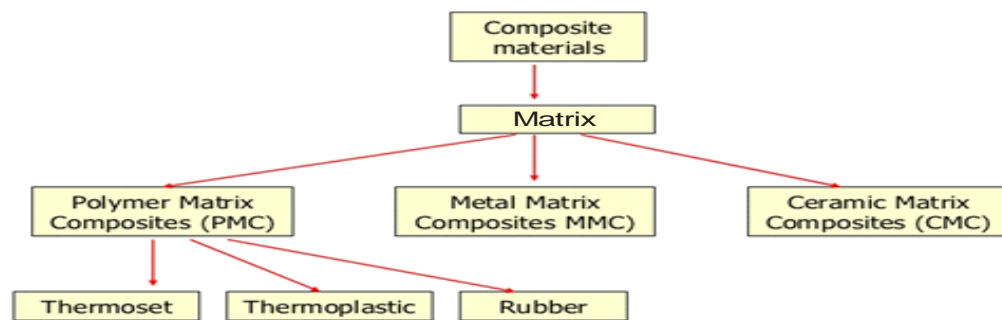 Composite
materials
Matrix
Polymer Matrix
Composites (PMC)
Metal Matrix
Composites MMC)
Ceramic Matrix
Composites (CMC)
Thermoset
Thermoplastic
Rubber